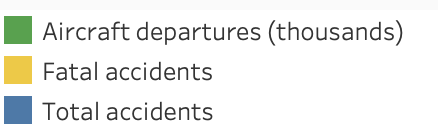 Aircraft departures (thousands)
Fatal accidents
Total accidents